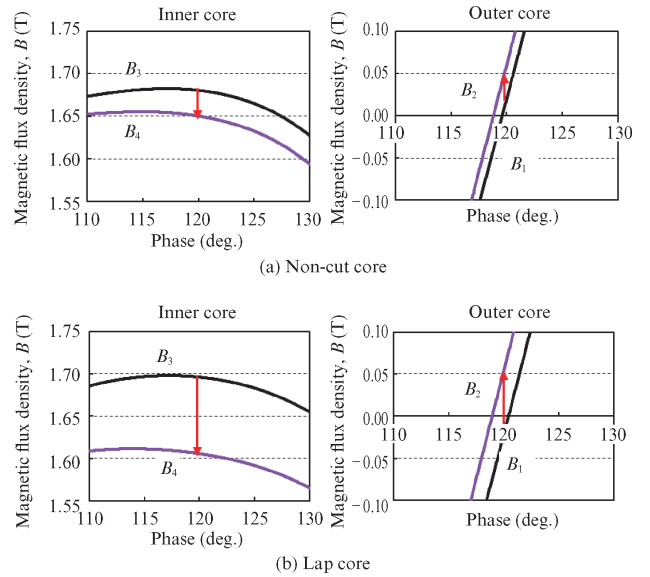 Inner core
Outer core
Magnetic flux density, B (T)
1.75
1.70
1.65
1.60
1.55
B3
B4
110 115 120 125 130
Phase (deg.)
Magnetic flux density, B (T)
0.10
0.05
0.00
−0.05
−0.10
B2
B1
110 115 120 125 130
Phase (deg.)
(a) Non-cut core
Inner core
Outer core
Magnetic flux density, B (T)
1.75
1.70
1.65
1.60
1.55
B3
B4
110 115 120 125 130
Phase (deg.)
Magnetic flux density, B (T)
0.10
0.05
0.00
−0.05
−0.10
B2
B1
110 115 120 125 130
Phase (deg.)
(b) Lap core